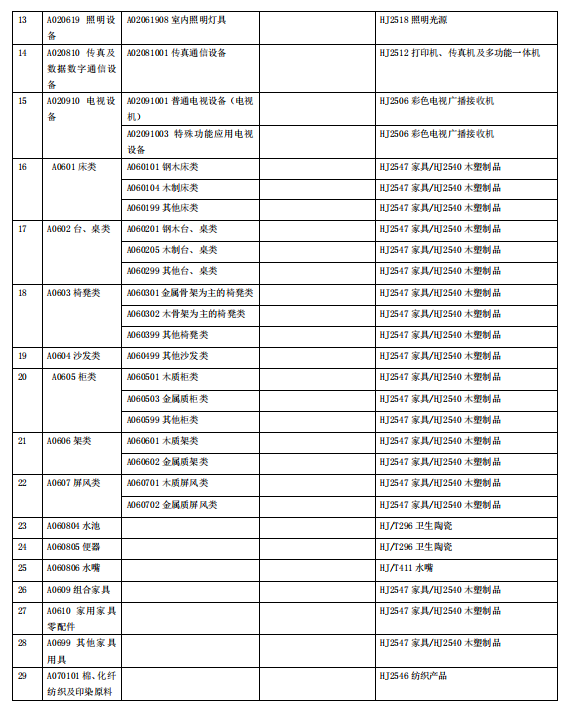 13 A020619 照明设 A02061908 室内照明灯具 HJ2518 照明光源
备
14 A020810 传真及 A02081001 传真通信设备 HJ2512 打印机、传真机及多功能一体机
数据数字通信设
备
15 A020910 电视设 A02091001 普通电视设备（电视 HJ2506 彩色电视广播接收机
备 机）
A02091003 特殊功能应用电视 HJ2506 彩色电视广播接收机
设备
16 A0601 床类 A060101 钢木床类 HJ2547 家具/HJ2540 木塑制品
A060104 木制床类 HJ2547 家具/HJ2540 木塑制品
A060199 其他床类 HJ2547 家具/HJ2540 木塑制品
17 A0602 台、桌类 A060201 钢木台、桌类 HJ2547 家具/HJ2540 木塑制品
A060205 木制台、桌类 HJ2547 家具/HJ2540 木塑制品
A060299 其他台、桌类 HJ2547 家具/HJ2540 木塑制品
18 A0603 椅凳类 A060301 金属骨架为主的椅凳类 HJ2547 家具/HJ2540 木塑制品
A060302 木骨架为主的椅凳类 HJ2547 家具/HJ2540 木塑制品
A060399 其他椅凳类 HJ2547 家具/HJ2540 木塑制品
19 A0604 沙发类 A060499 其他沙发类 HJ2547 家具/HJ2540 木塑制品
20 A0605 柜类 A060501 木质柜类 HJ2547 家具/HJ2540 木塑制品
A060503 金属质柜类 HJ2547 家具/HJ2540 木塑制品
A060599 其他柜类 HJ2547 家具/HJ2540 木塑制品
21 A0606 架类 A060601 木质架类 HJ2547 家具/HJ2540 木塑制品
A060602 金属质架类 HJ2547 家具/HJ2540 木塑制品
22 A0607 屏风类 A060701 木质屏风类 HJ2547 家具/HJ2540 木塑制品
A060702 金属质屏风类 HJ2547 家具/HJ2540 木塑制品
23 A060804 水池 HJ/T296 卫生陶瓷
24 A060805 便器 HJ/T296 卫生陶瓷
25 A060806 水嘴 HJ/T411 水嘴
26 A0609 组合家具 HJ2547 家具/HJ2540 木塑制品
27 A0610 家用家具 HJ2547 家具/HJ2540 木塑制品
零配件
28 A0699 其他家具 HJ2547 家具/HJ2540 木塑制品
用具
29 A070101 棉、化纤 HJ2546 纺织产品
纺织及印染原料